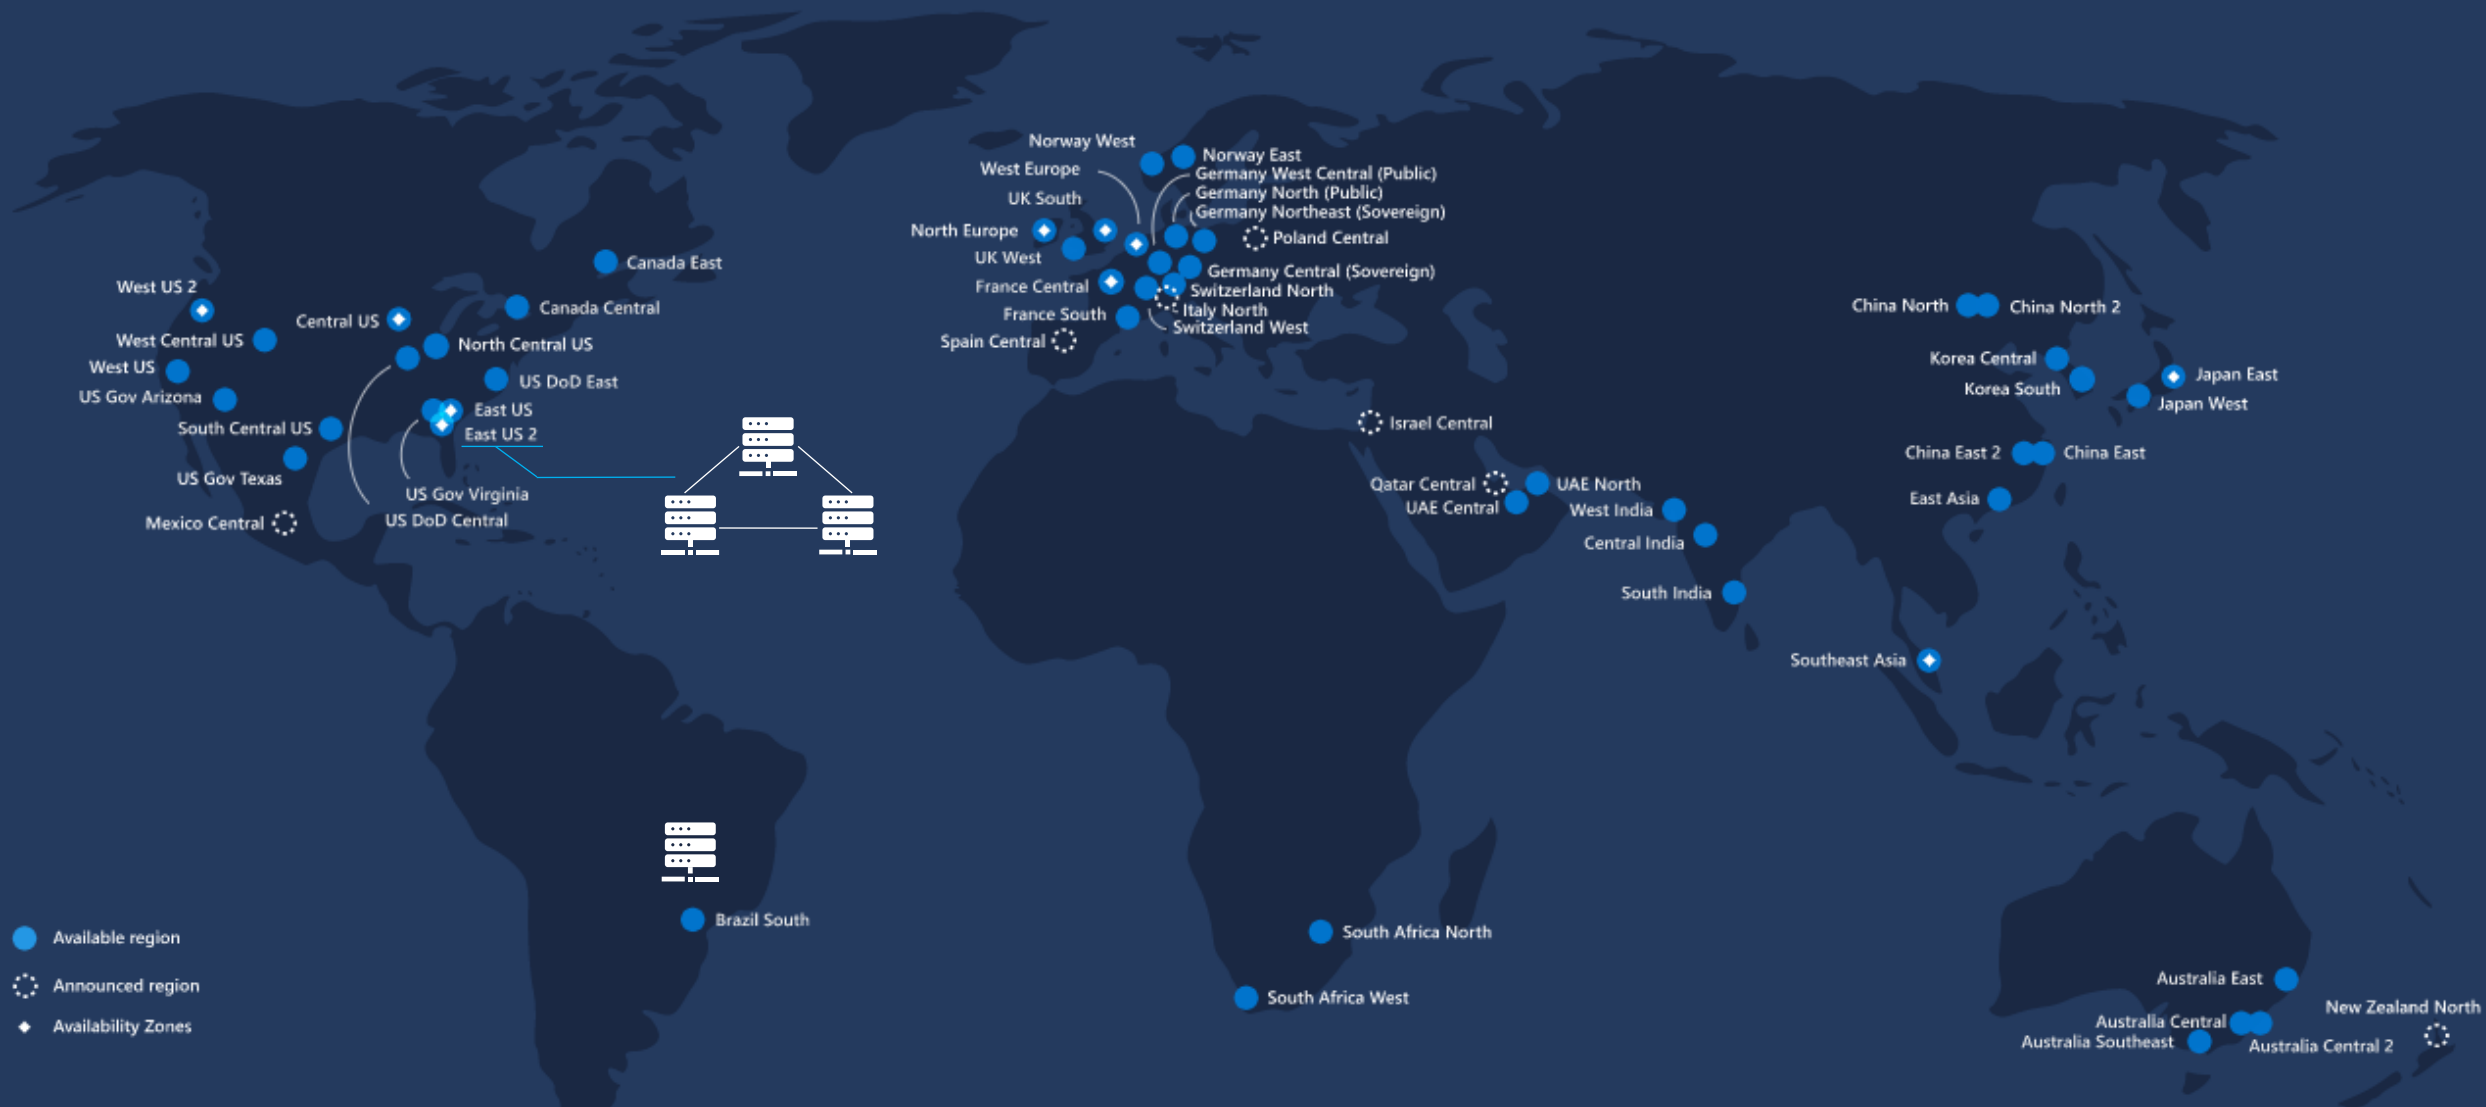 Norway West
Norway East
West Europe
Germany West Central (Public)
Germany North (Public)
UK South
Germany Northeast (Sovereign)
North Europe
Poland Central
UK West
Canada East
Germany Central (Sovereign)
West US 2
France Central
Switzerland North
Canada Central
China North
China North 2
Italy North
France South
Central US
Switzerland West
West Central US
Spain Central
North Central US
Korea Central
West US
Japan East
US DoD East
Korea South
US Gov Arizona
Japan West
East US
Israel Central
South Central US
East US 2
China East 2
China East
US Gov Texas
Qatar Central
UAE North
US Gov Virginia
East Asia
UAE Central
West India
US DoD Central
Mexico Central
Central India
South India
Southeast Asia
Brazil South
South Africa North
Available region
Australia East
Announced region
South Africa West
New Zealand North
Australia Central
Availability Zones
Australia Southeast
Australia Central 2